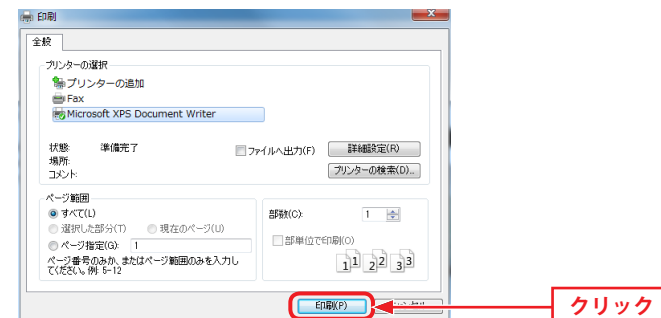 印刷
全般
プリンターの選択
プリンターの追加
Fax
Microsoft XPS Document Writer
状態: 準備完了
場所:
コメント:
ファイルへ出力(F)
詳細設定(R)
プリンターの検索(D)...
ページ範囲
すべて(L)
選択した部分(T) 現在のページ(U)
ページ指定(G): 1
ページ番号のみか、またはページ範囲のみを入力し
てください。例: 5-12
部数(C): 1
部単位で印刷(O)
1 1 2 2 3 3
印刷(P)
クリック